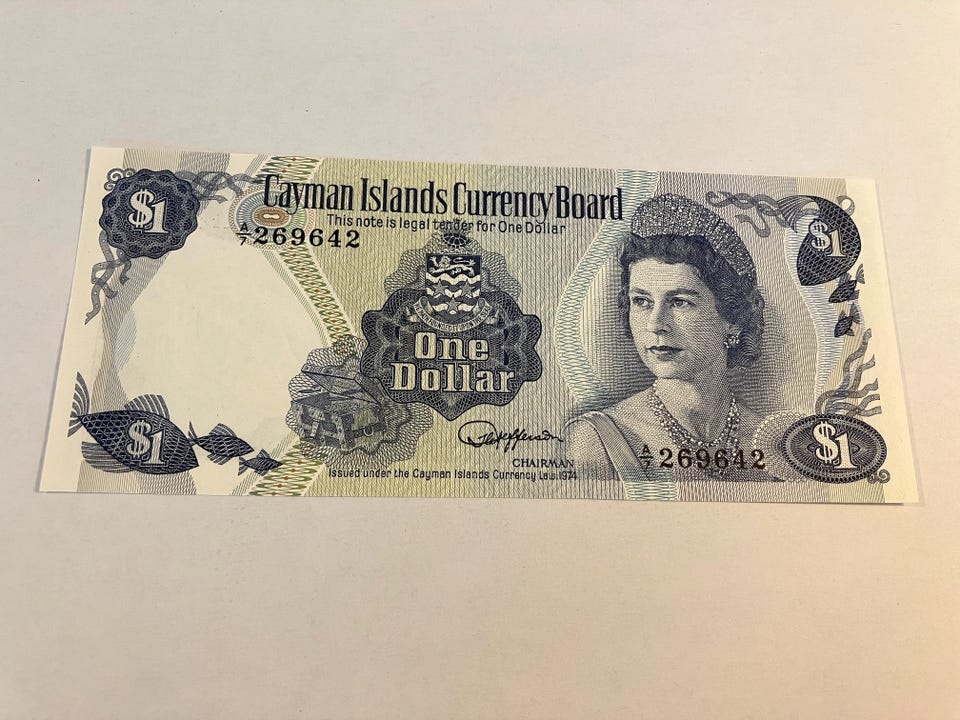 $1
Cayman Islands Currency Board
This note is legal tender for One Dollar
A/7 269642
$1
One
Dollar
CHAIRMAN
A/7 269642
Issued under the Cayman Islands Currency Law 1974
$1
$1